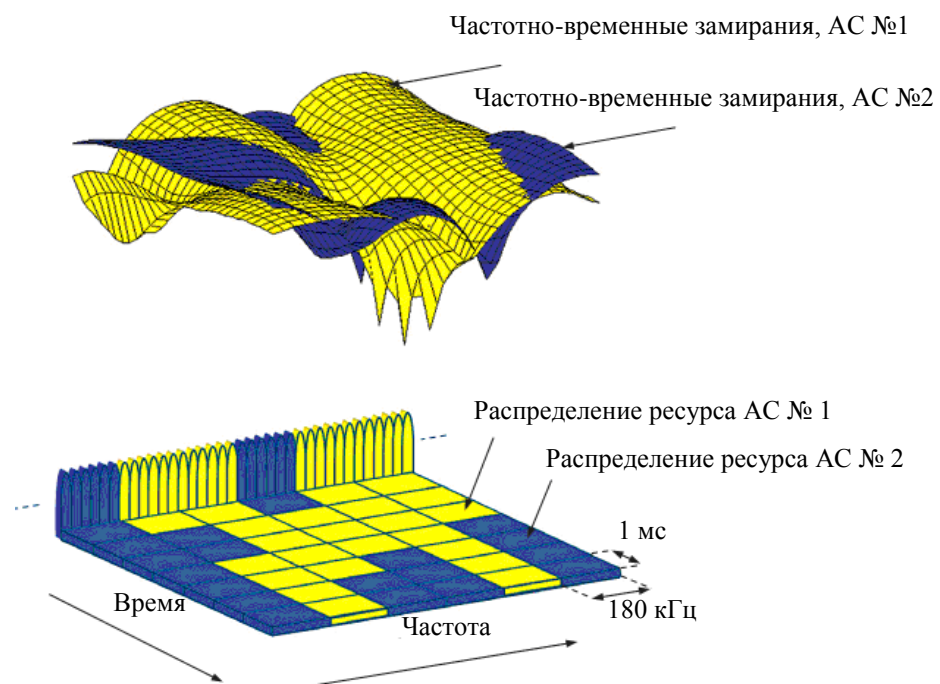 Частотно-временные замирания, АС №1
Частотно-временные замирания, АС №2
Распределение ресурса АС № 1
Распределение ресурса АС № 2
1 мс
180 кГц
Время
Частота